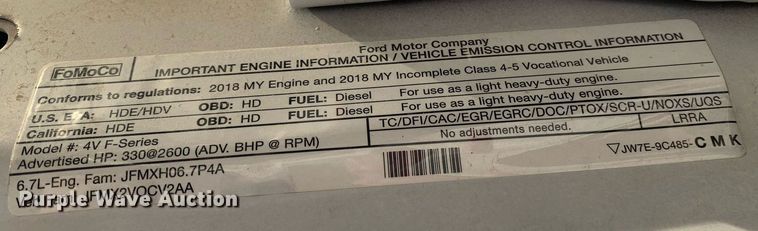 Ford Motor Company
FoMoCo
IMPORTANT ENGINE INFORMATION / VEHICLE EMISSION CONTROL INFORMATION
Conforms to regulations: 2018 MY Engine and 2018 MY Incomplete Class 4-5 Vocational Vehicle
U.S. EPA: HDE/HDV OBD: HD FUEL: Diesel For use as a light heavy-duty engine.
California: HDE OBD: HD FUEL: Diesel For use as a light heavy-duty engine.
Model #: 4V F-Series TC/DFI/CAC/EGR/EGRC/DOC/PTOX/SCR-U/NOXS/UQS
Advertised HP: 330@2600 (ADV. BHP @ RPM) No adjustments needed. LRRA
6.7L-Eng. Fam: JFMXH06.7P4A
JFMX2VOCV2AA
▽JW7E-9C485- C M K
Purple Wave Auction